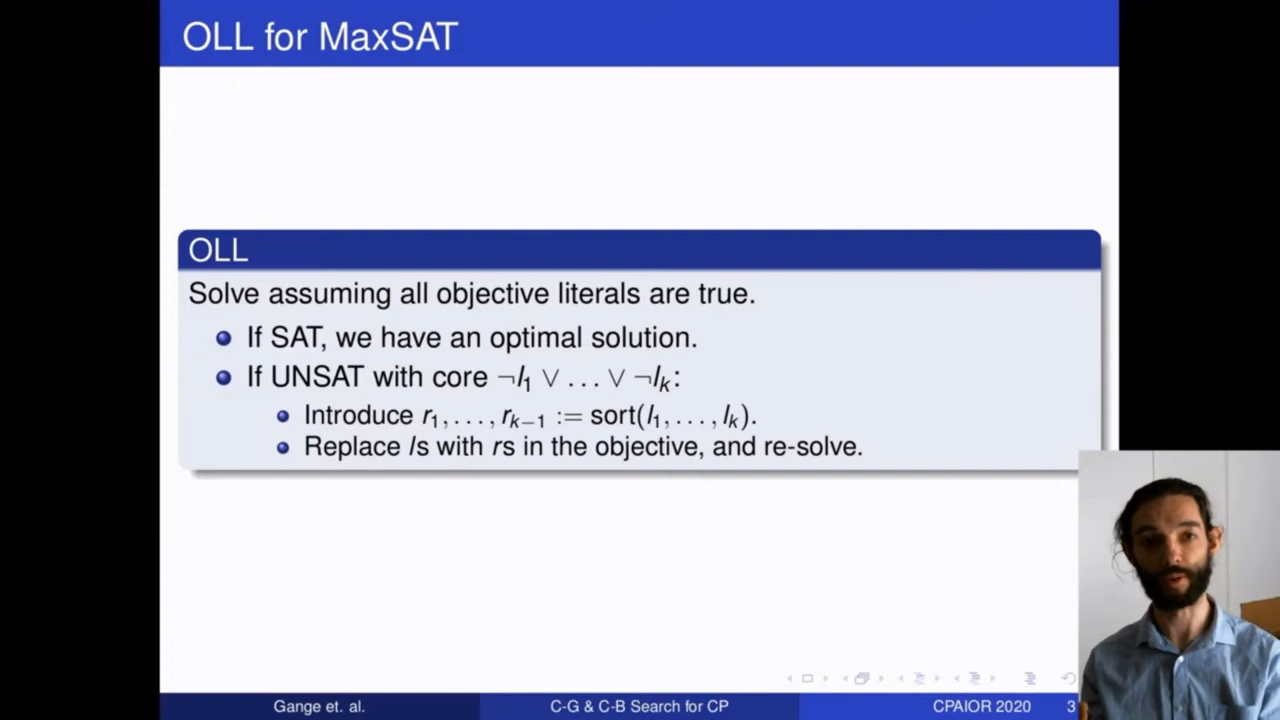 OLL for MaxSAT
OLL
Solve assuming all objective literals are true.
If SAT, we have an optimal solution.
If UNSAT with core ¬l₁ ∨ … ∨ ¬lₖ:
Introduce r₁, …, rₖ₋₁ := sort(l₁, …, lₖ).
Replace ls with rs in the objective, and re-solve.
Gange et. al. C-G & C-B Search for CP CPAIOR 2020 3